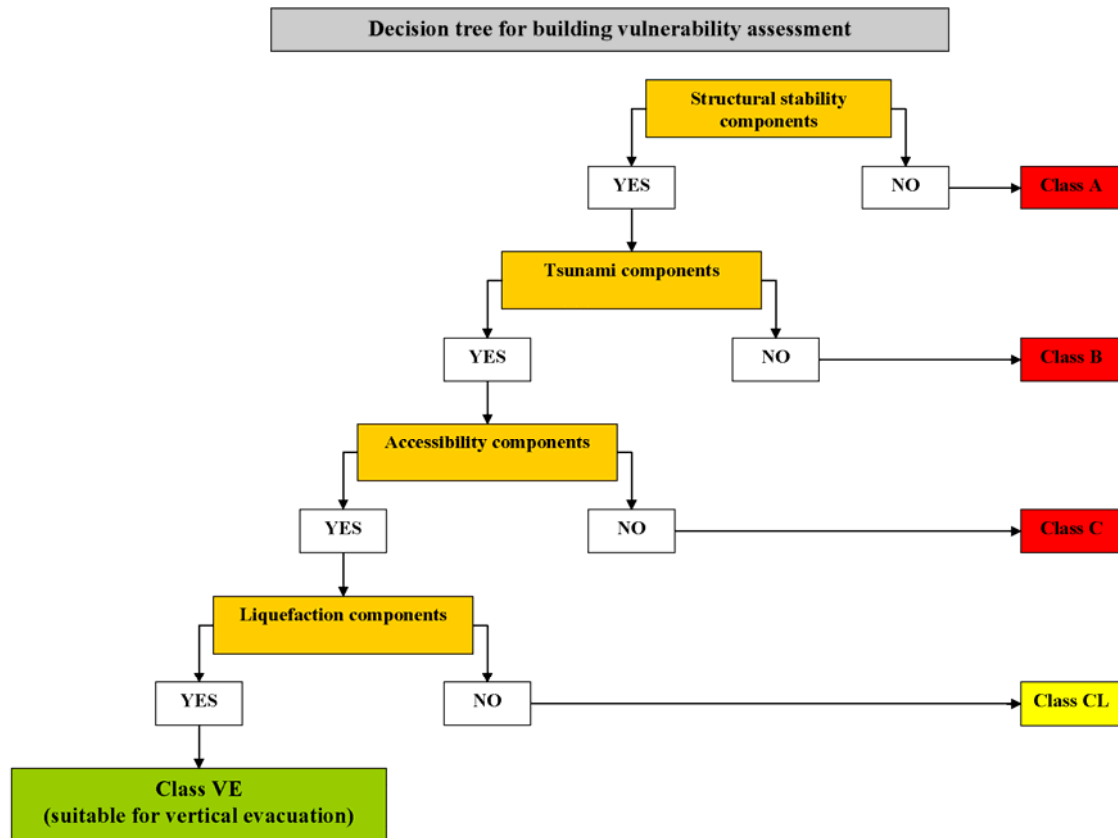 Decision tree for building vulnerability assessment
Structural stability
components
YES
NO
Class A
Tsunami components
YES
NO
Class B
Accessibility components
YES
NO
Class C
Liquefaction components
YES
NO
Class CL
Class VE
(suitable for vertical evacuation)